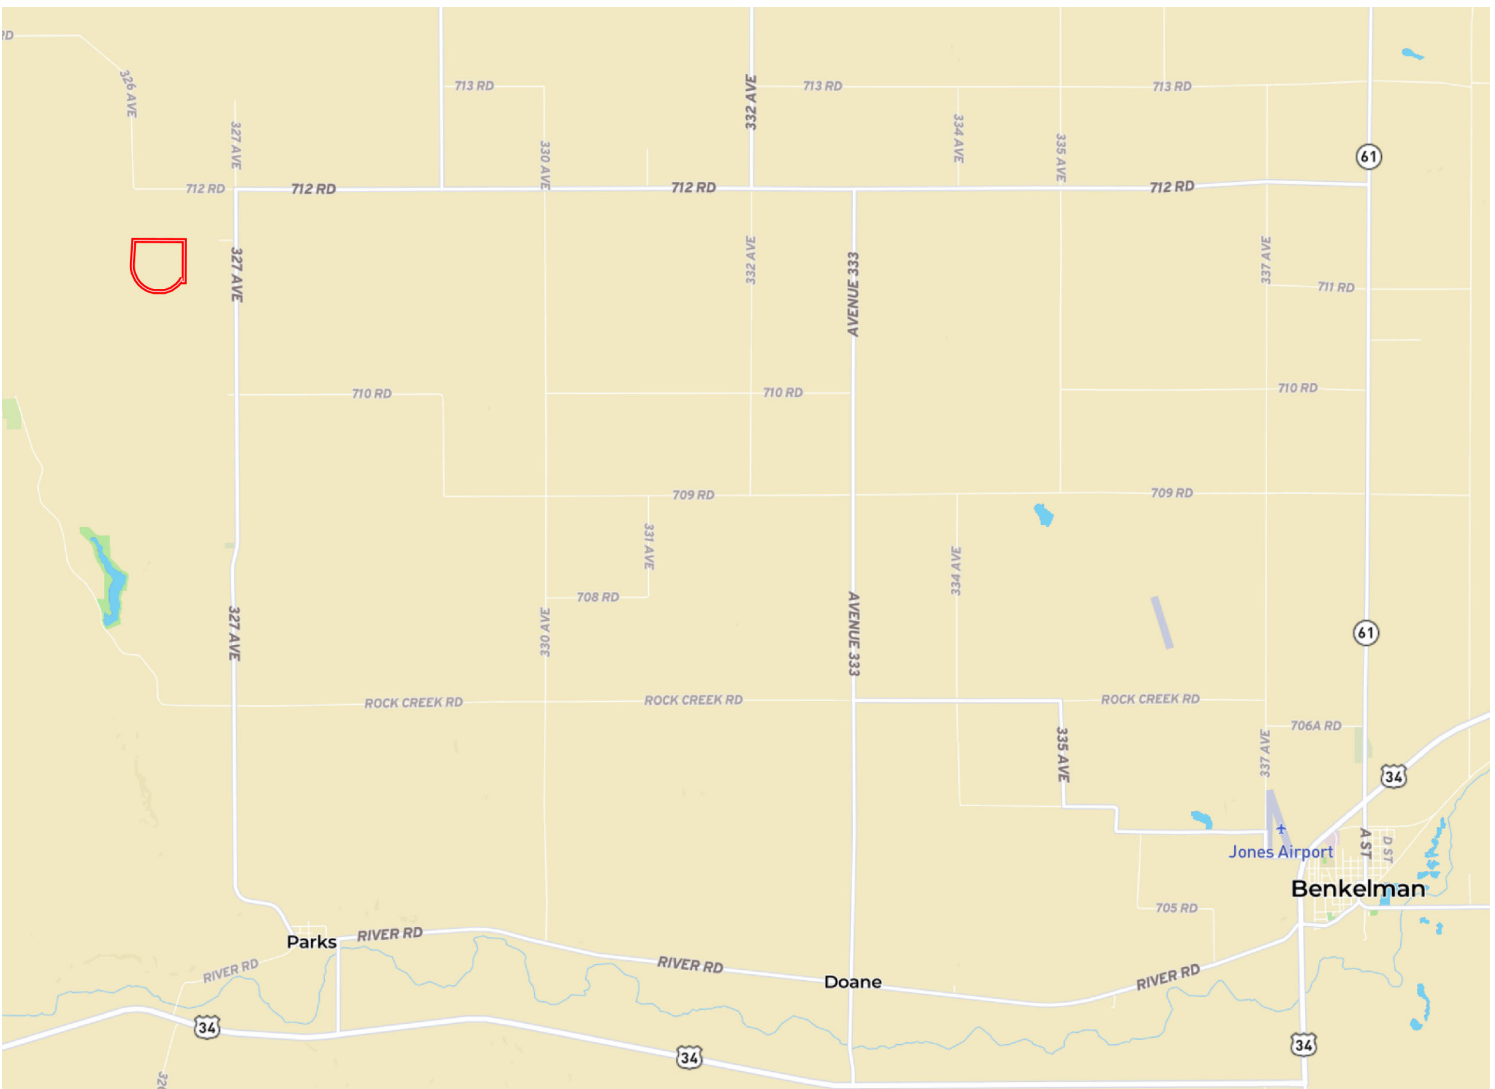 RD
326 AVE
713 RD
332 AVE
713 RD
713 RD
327 AVE
330 AVE
334 AVE
335 AVE
61
712 RD
712 RD
712 RD
712 RD
327 AVE
332 AVE
AVENUE 333
337 AVE
711 RD
710 RD
710 RD
710 RD
709 RD
709 RD
331 AVE
334 AVE
708 RD
327 AVE
330 AVE
AVENUE 333
61
ROCK CREEK RD
ROCK CREEK RD
ROCK CREEK RD
706A RD
335 AVE
337 AVE
34
A ST
D ST
Jones Airport
Benkelman
705 RD
Parks
RIVER RD
RIVER RD
RIVER RD
RIVER RD
Doane
34
34
34